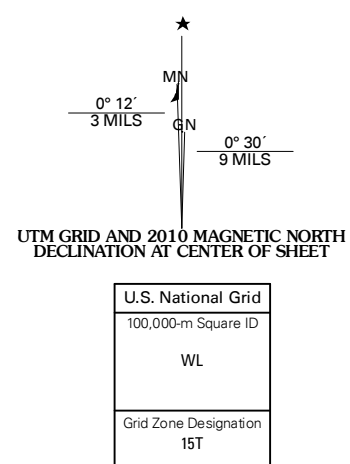 MN
0° 12´
3 MILS
GN
0° 30´
9 MILS
UTM GRID AND 2010 MAGNETIC NORTH
DECLINATION AT CENTER OF SHEET
U.S. National Grid
100,000-m Square ID
WL
Grid Zone Designation
15T